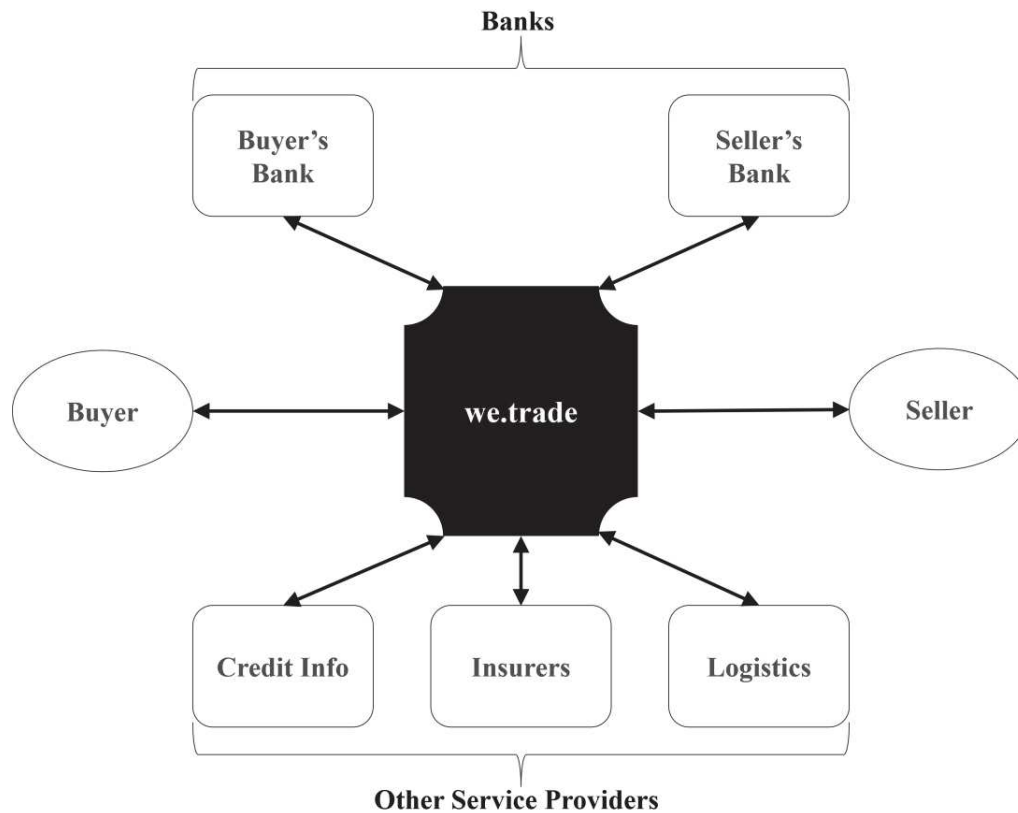 Banks
Buyer’s
Bank
Seller’s
Bank
Buyer
we.trade
Seller
Credit Info
Insurers
Logistics
Other Service Providers